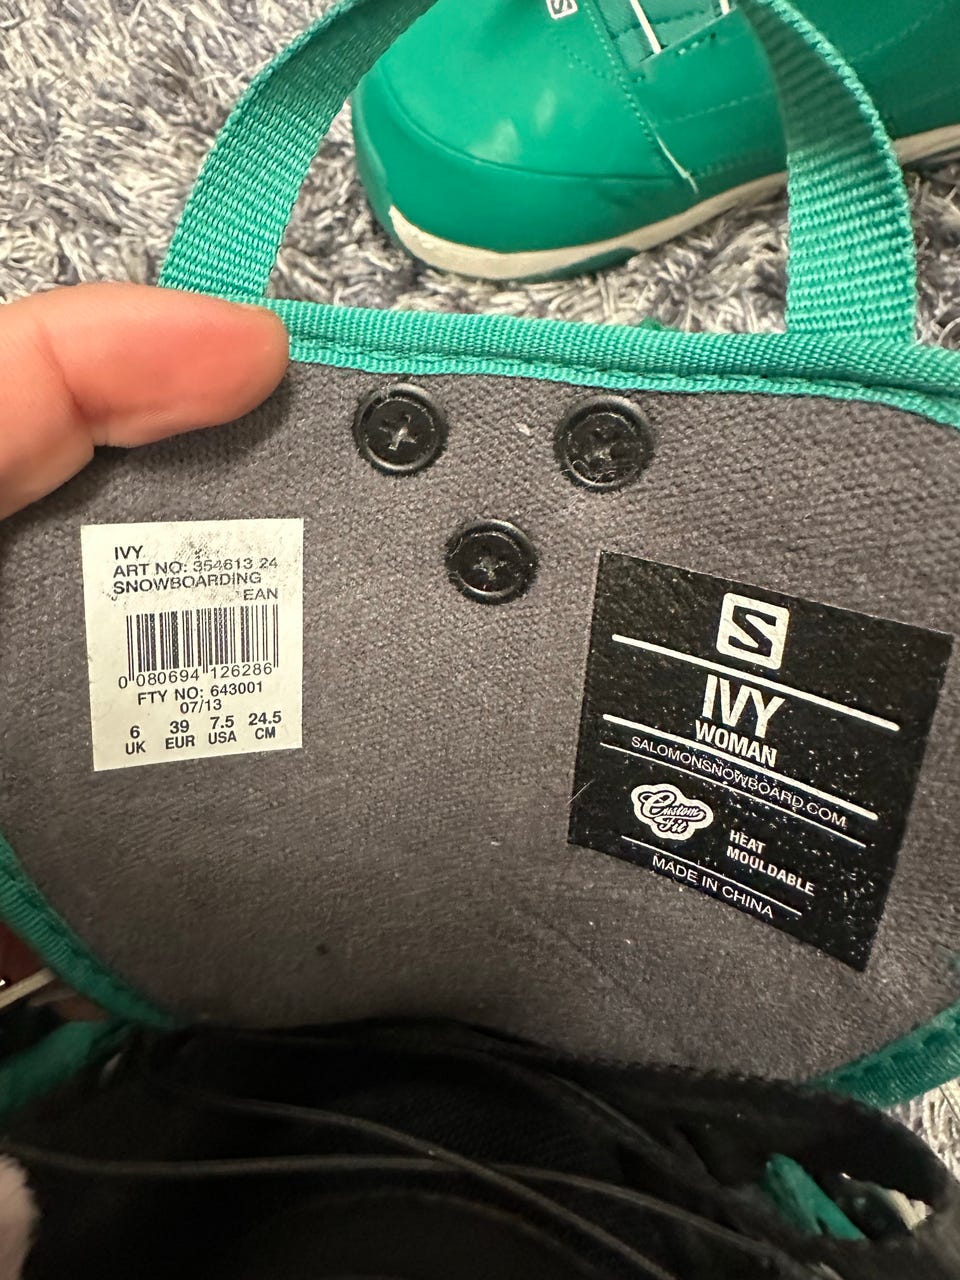 IVY
ART NO: 354613 24
SNOWBOARDING
EAN
0 080694 126286
FTY NO: 643001
07/13
6 39 7.5 24.5
UK EUR USA CM
S
IVY
WOMAN
SALOMONSNOWBOARD.COM
Custom
Fit
HEAT
MOULDABLE
MADE IN CHINA